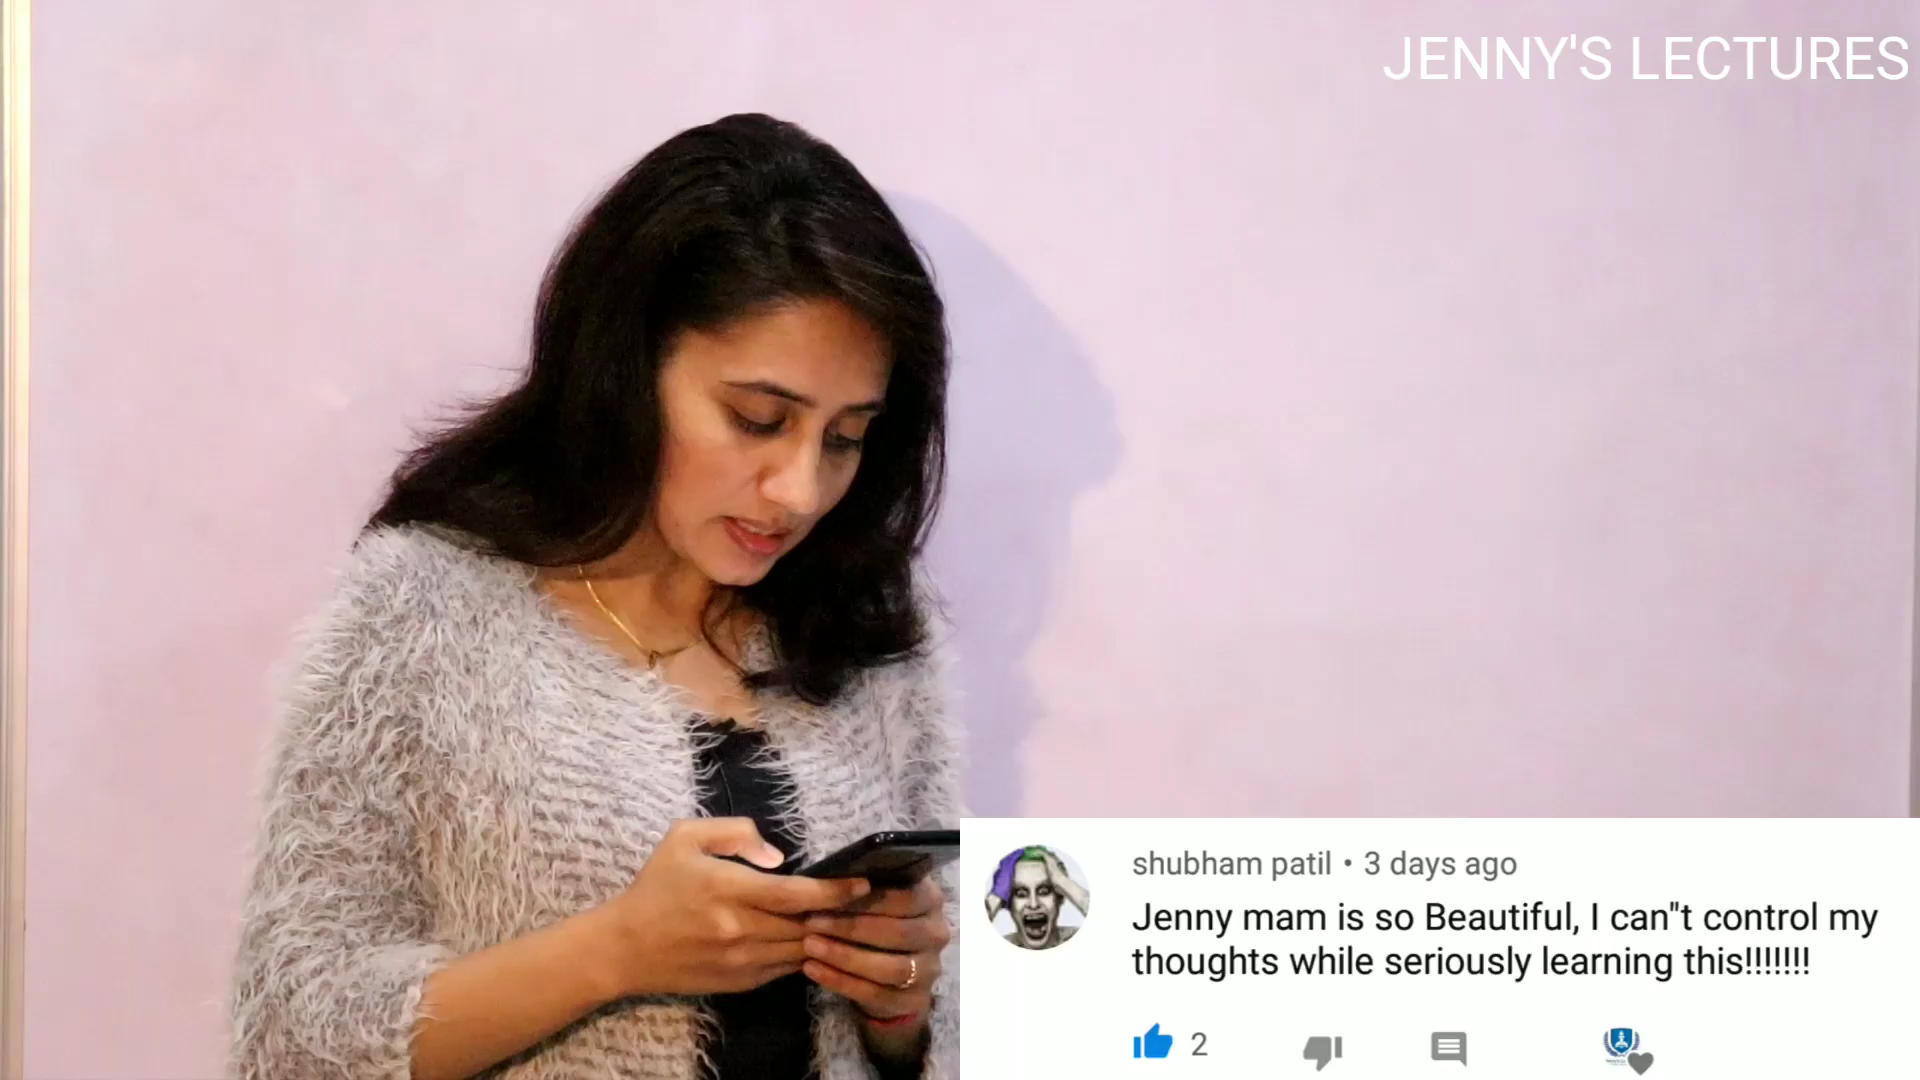 JENNY'S LECTURES
shubham patil • 3 days ago
Jenny mam is so Beautiful, I can"t control my
thoughts while seriously learning this!!!!!!!
2